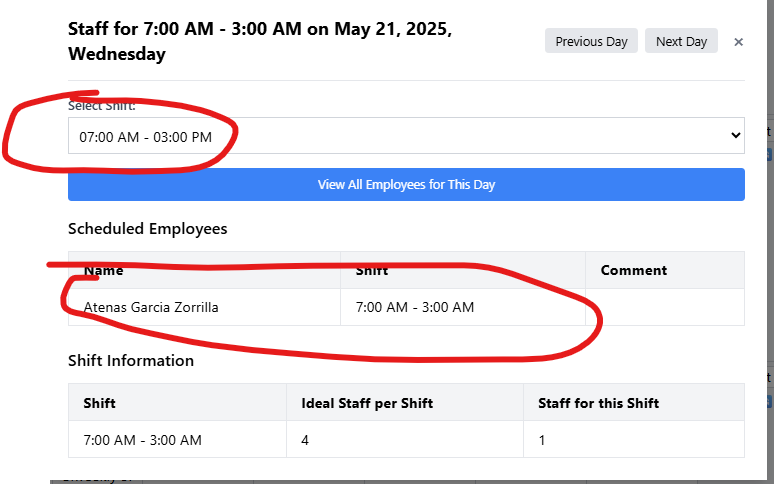 Staff for 7:00 AM - 3:00 AM on May 21, 2025,
Wednesday
Previous Day
Next Day
×
Select Shift:
07:00 AM - 03:00 PM
View All Employees for This Day
Scheduled Employees
Name Shift Comment
Atenas Garcia Zorrilla 7:00 AM - 3:00 AM
Shift Information
Shift Ideal Staff per Shift Staff for this Shift
7:00 AM - 3:00 AM 4 1